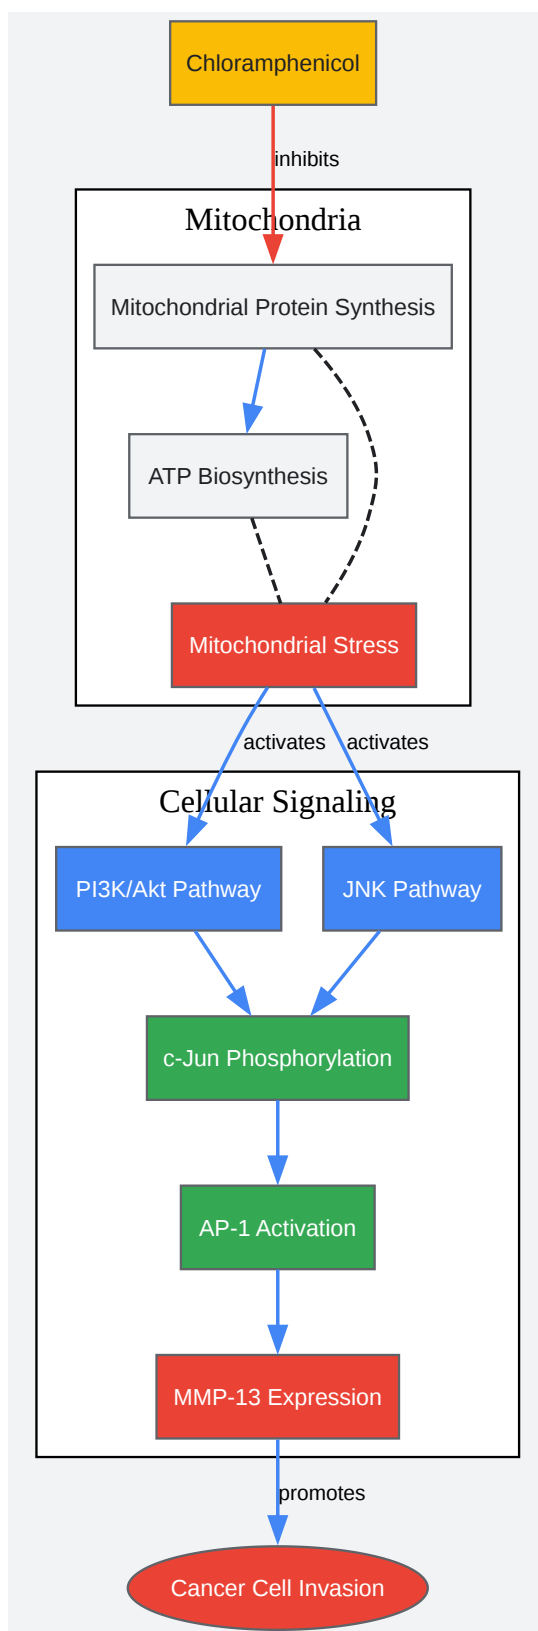 Chloramphenicol
inhibits
Mitochondria
Mitochondrial Protein Synthesis
ATP Biosynthesis
Mitochondrial Stress
activates
activates
Cellular Signaling
PI3K/Akt Pathway
JNK Pathway
c-Jun Phosphorylation
AP-1 Activation
MMP-13 Expression
promotes
Cancer Cell Invasion